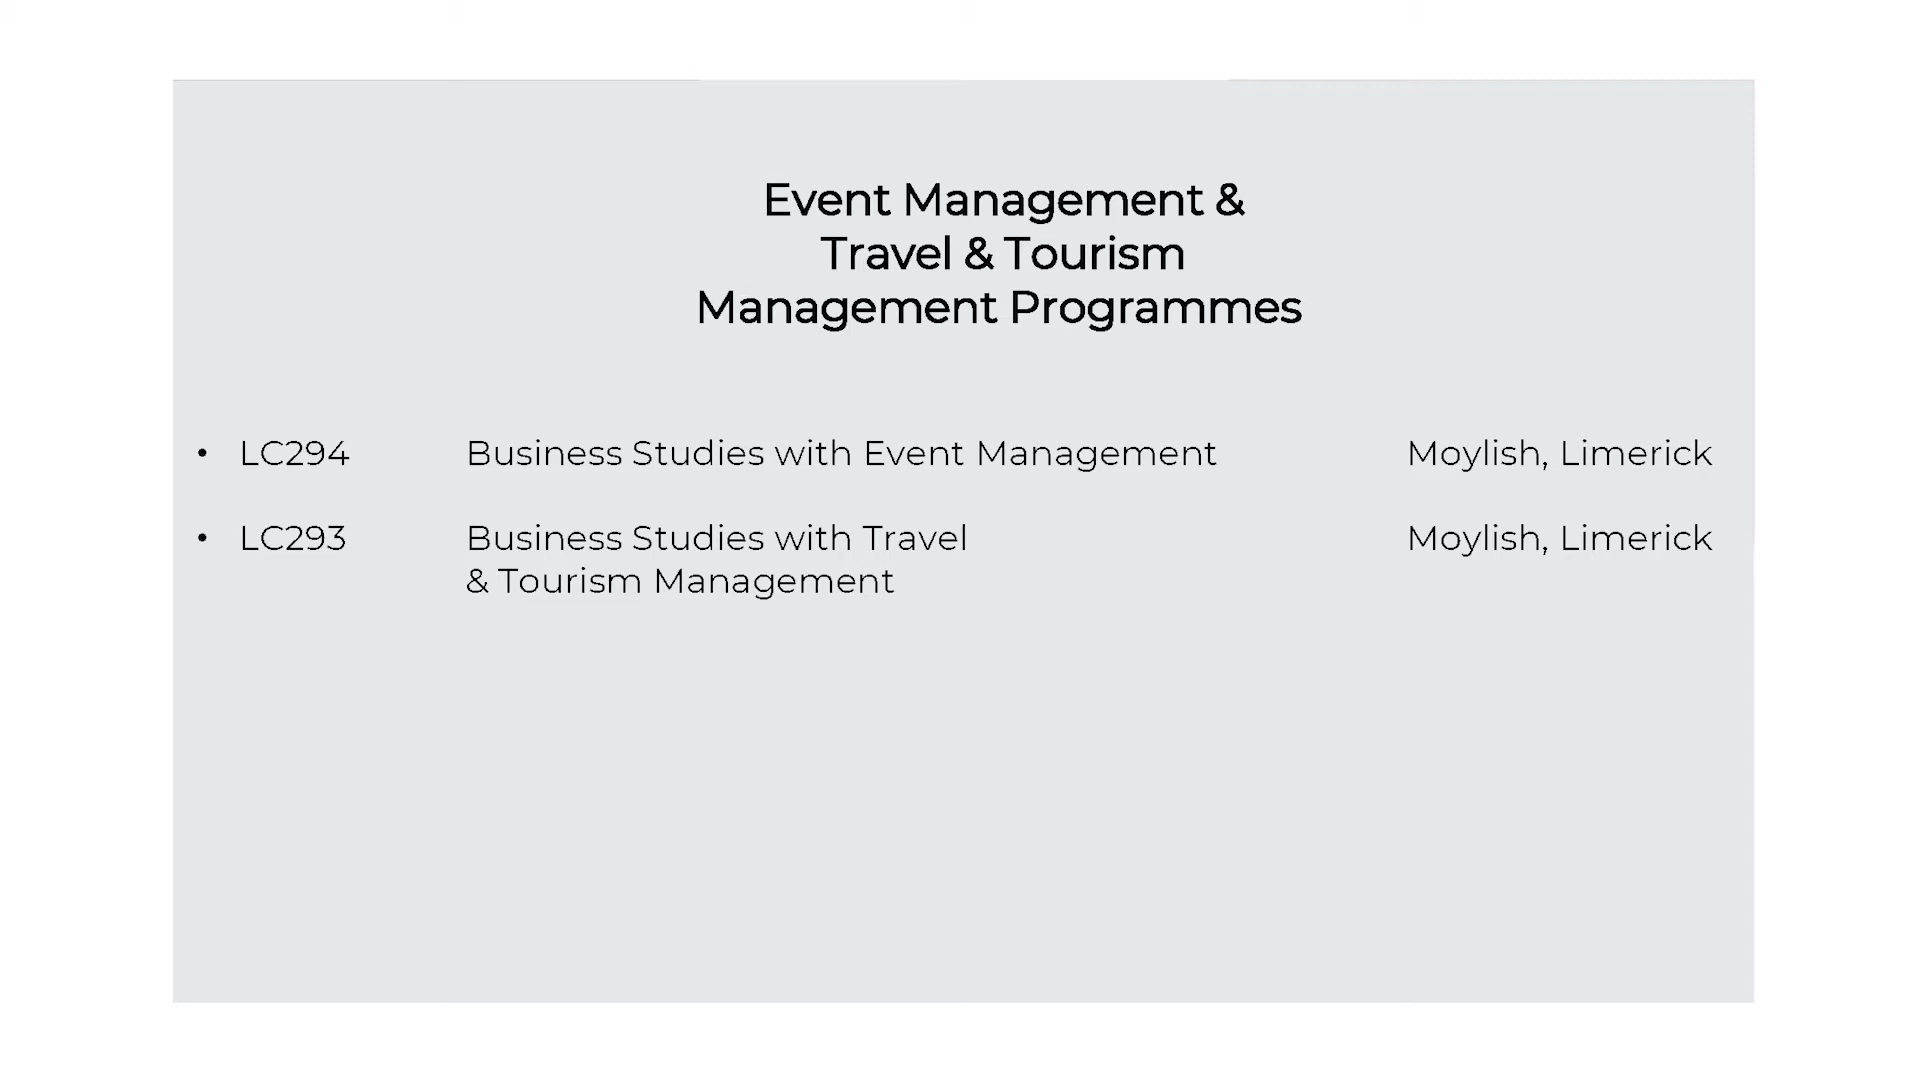 Event Management &
Travel & Tourism
Management Programmes
• LC294 Business Studies with Event Management Moylish, Limerick
• LC293 Business Studies with Travel Moylish, Limerick
& Tourism Management